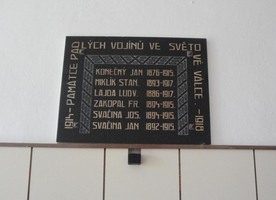 1914 - PAMÁTCE PADLÝCH VOJÍNŮ VE SVĚTOVÉ VÁLCE - 1918
KONEČNÝ JAN 1876-1915.
MIKLÍK STAN. 1893-1917.
LAJDA LUDV. 1886-1917.
ZAKOPAL FR. 1894-1915.
SVAČINA JOS. 1894-1915.
SVAČINA JAN 1892-1915.